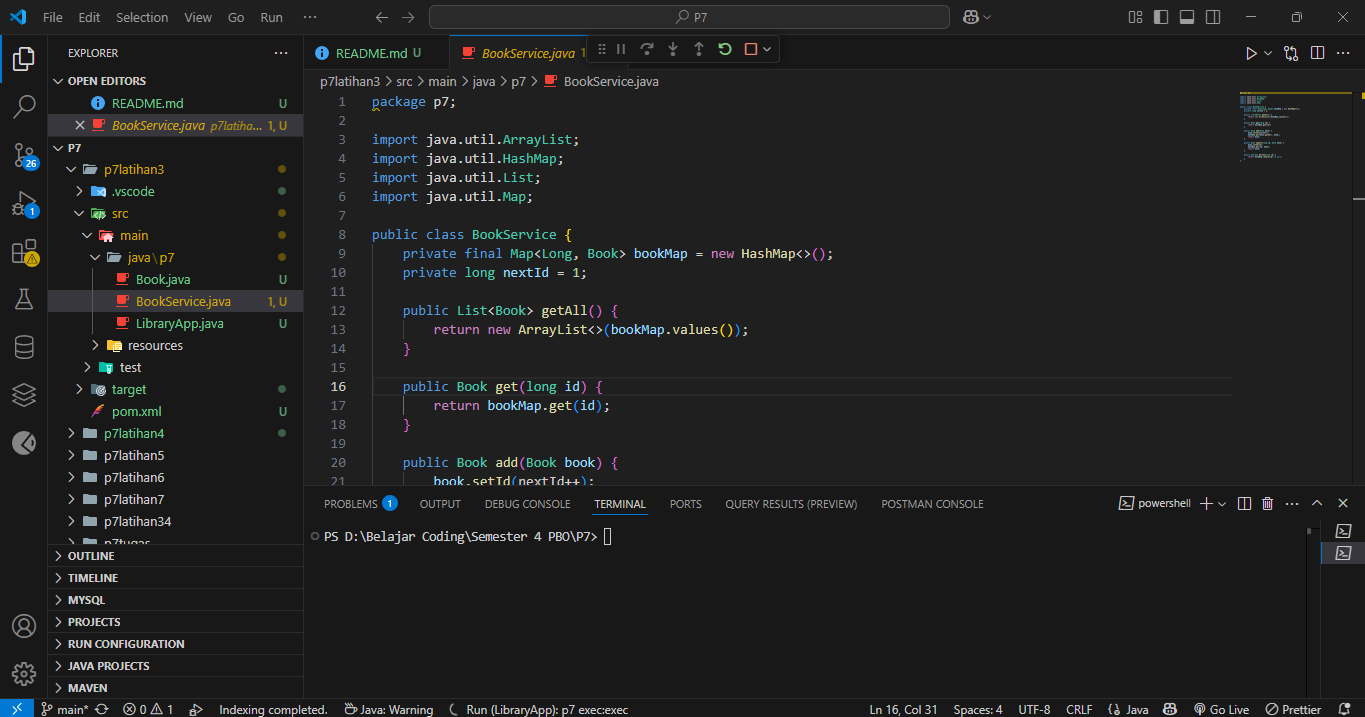 File Edit Selection View Go Run ··· P7
EXPLORER ···
OPEN EDITORS
README.md U
BookService.java p7latiha... 1, U
P7
p7latihan3
.vscode
src
main
java\p7
Book.java U
BookService.java 1, U
LibraryApp.java U
resources
test
target
pom.xml U
p7latihan4
p7latihan5
p7latihan6
p7latihan7
p7latihan34
p7tugas
OUTLINE
TIMELINE
MYSQL
PROJECTS
RUN CONFIGURATION
JAVA PROJECTS
MAVEN
26
1
README.md U BookService.java 1
p7latihan3 > src > main > java > p7 > BookService.java
1 package p7;
2
3 import java.util.ArrayList;
4 import java.util.HashMap;
5 import java.util.List;
6 import java.util.Map;
7
8 public class BookService {
9 private final Map<Long, Book> bookMap = new HashMap<>();
10 private long nextId = 1;
11
12 public List<Book> getAll() {
13 return new ArrayList<>(bookMap.values());
14 }
15
16 public Book get(long id) {
17 return bookMap.get(id);
18 }
19
20 public Book add(Book book) {
21 book.setId(nextId++);
PROBLEMS 1 OUTPUT DEBUG CONSOLE TERMINAL PORTS QUERY RESULTS (PREVIEW) POSTMAN CONSOLE powershell
PS D:\Belajar Coding\Semester 4 PBO\P7>
main* 0 1 Indexing completed. Java: Warning Run (LibraryApp): p7 exec:exec Ln 16, Col 31 Spaces: 4 UTF-8 CRLF {} Java Go Live Prettier